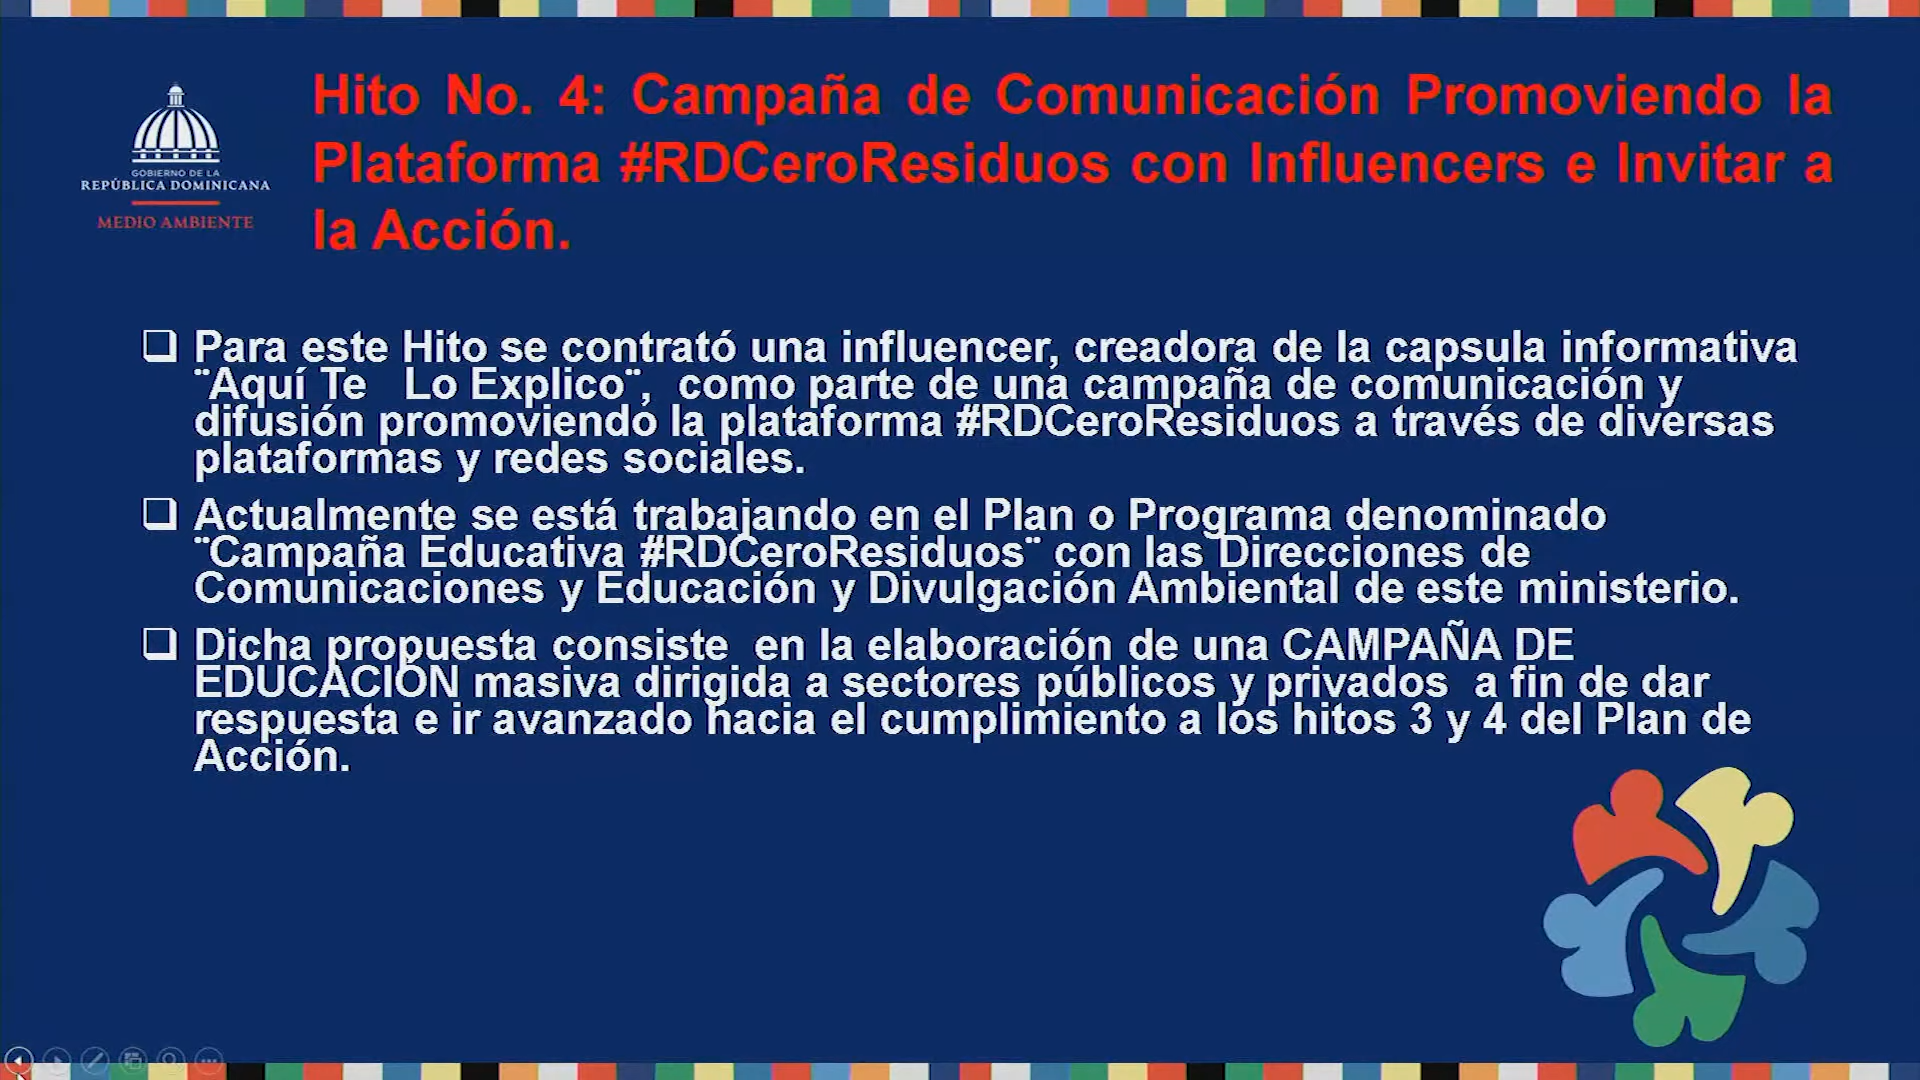 Hito No. 4: Campaña de Comunicación Promoviendo la
Plataforma #RDCeroResiduos con Influencers e Invitar a
la Acción.
GOBIERNO DE LA
REPÚBLICA DOMINICANA
MEDIO AMBIENTE
❑ Para este Hito se contrató una influencer, creadora de la capsula informativa
¨Aquí Te Lo Explico¨, como parte de una campaña de comunicación y
difusión promoviendo la plataforma #RDCeroResiduos a través de diversas
plataformas y redes sociales.
❑ Actualmente se está trabajando en el Plan o Programa denominado
¨Campaña Educativa #RDCeroResiduos¨ con las Direcciones de
Comunicaciones y Educación y Divulgación Ambiental de este ministerio.
❑ Dicha propuesta consiste en la elaboración de una CAMPAÑA DE
EDUCACIÓN masiva dirigida a sectores públicos y privados a fin de dar
respuesta e ir avanzado hacia el cumplimiento a los hitos 3 y 4 del Plan de
Acción.